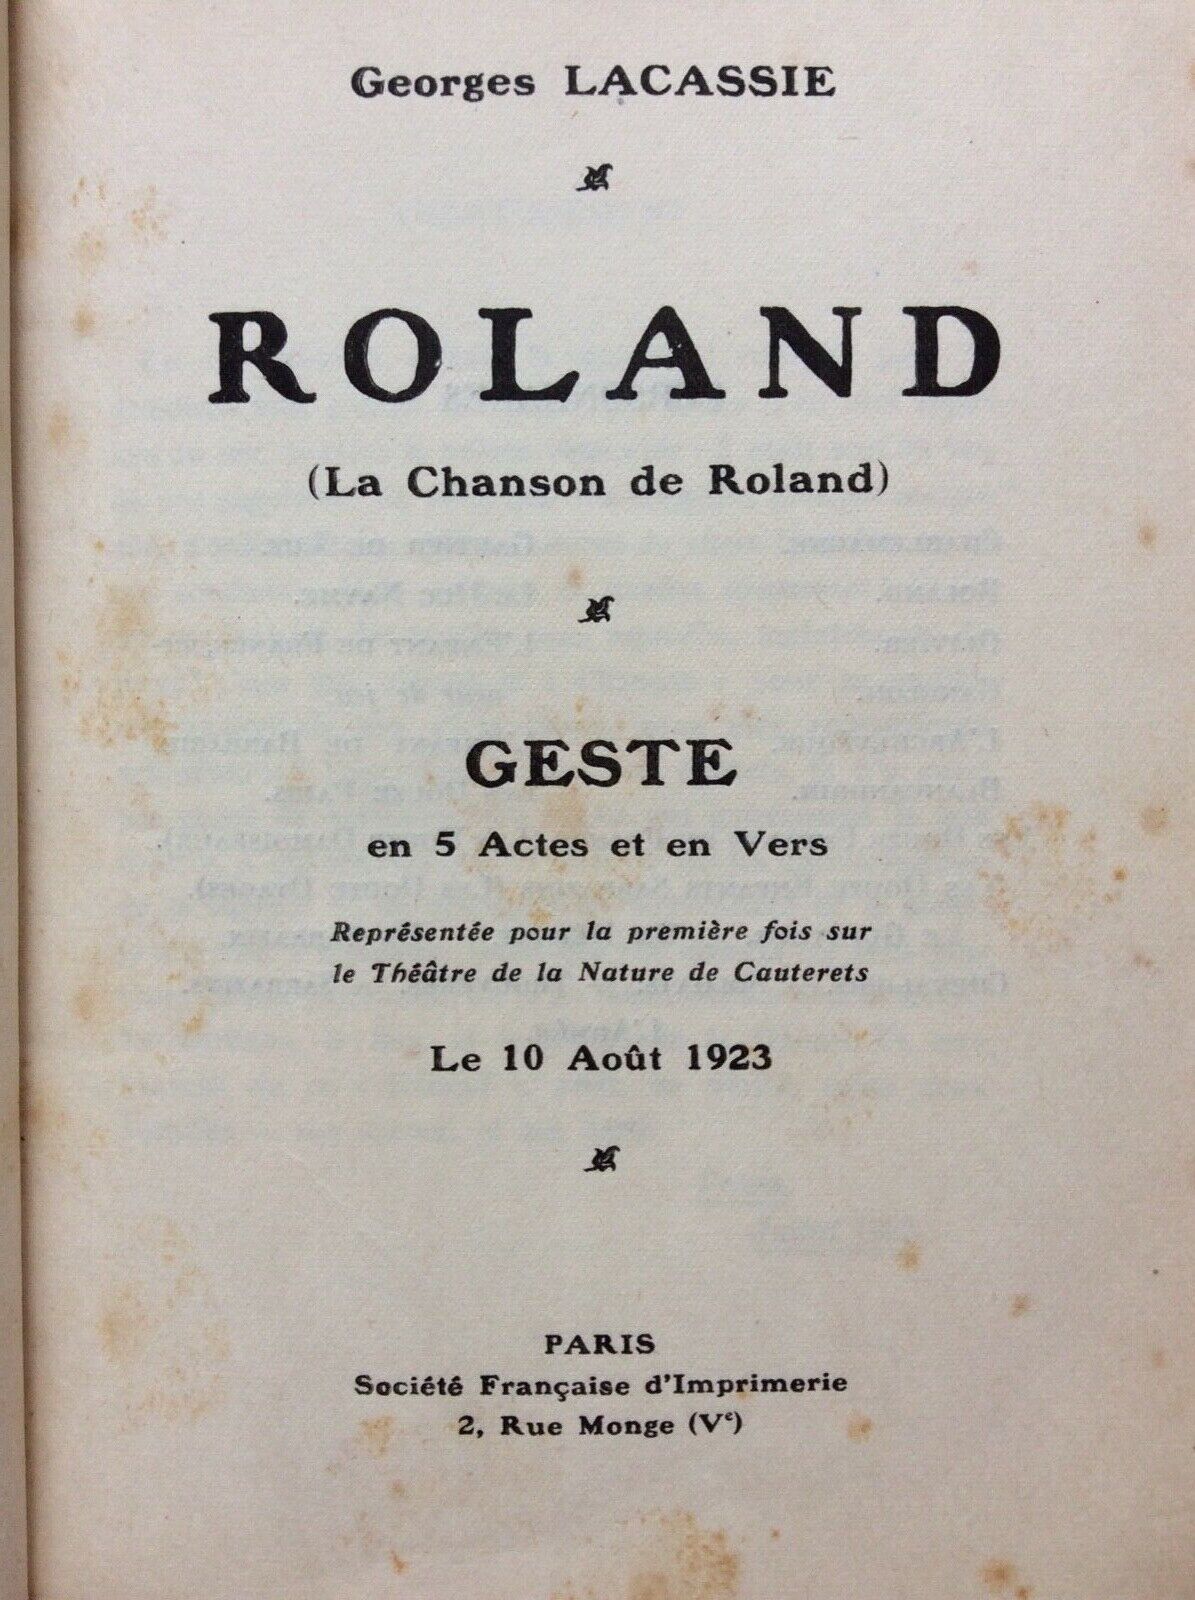 Georges LACASSIE
ROLAND
(La Chanson de Roland)
GESTE
en 5 Actes et en Vers
Représentée pour la première fois sur
le Théâtre de la Nature de Cauterets
Le 10 Août 1923
PARIS
Société Française d'Imprimerie
2, Rue Monge (Ve)